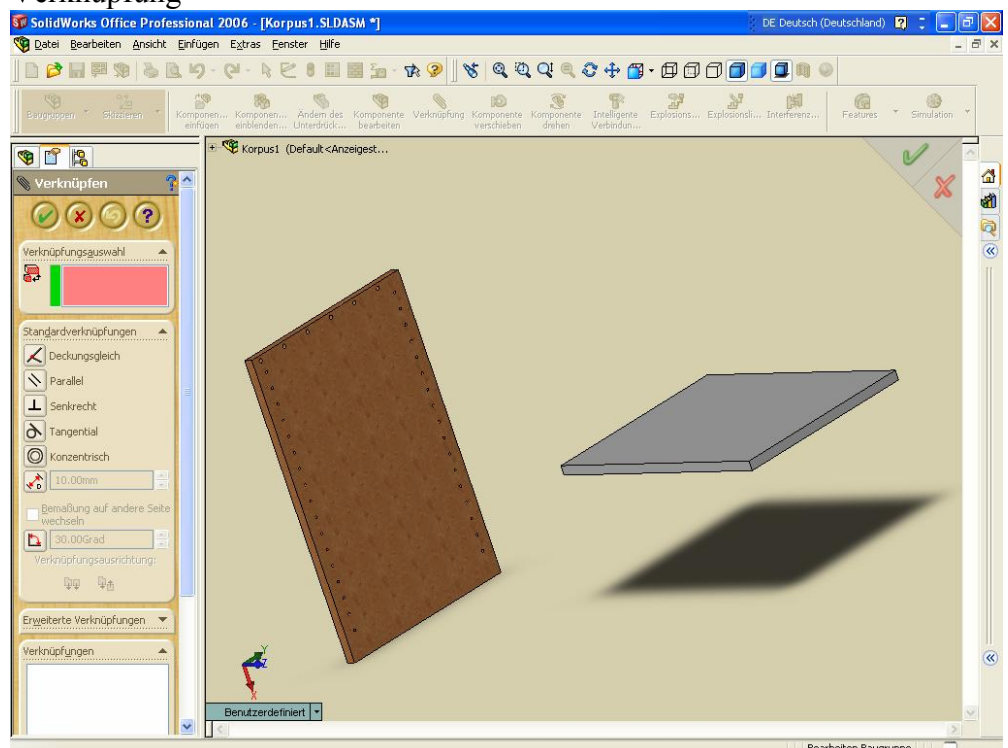 Verknüpfung
SolidWorks Office Professional 2006 - [Korpus1.SLDASM *]
DE Deutsch (Deutschland)
Datei Bearbeiten Ansicht Einfügen Extras Fenster Hilfe
Baugruppen Skizzieren Komponen... Komponen... Ändern des Komponente Verknüpfung Komponente Komponente Intelligente Explosions... Explosionsli... Interferenz... Features Simulation
einfügen einblenden... Unterdrück... bearbeiten verschieben drehen Verbindun...
Korpus1 (Default<Anzeigest...
Verknüpfen
Verknüpfungsauswahl
Standardverknüpfungen
Deckungsgleich
Parallel
Senkrecht
Tangential
Konzentrisch
10.00mm
Bemaßung auf andere Seite
wechseln
30.00Grad
Verknüpfungsausrichtung:
Erweiterte Verknüpfungen
Verknüpfungen
Y
Z
X
Benutzerdefiniert
Bearbeiten Baugruppe